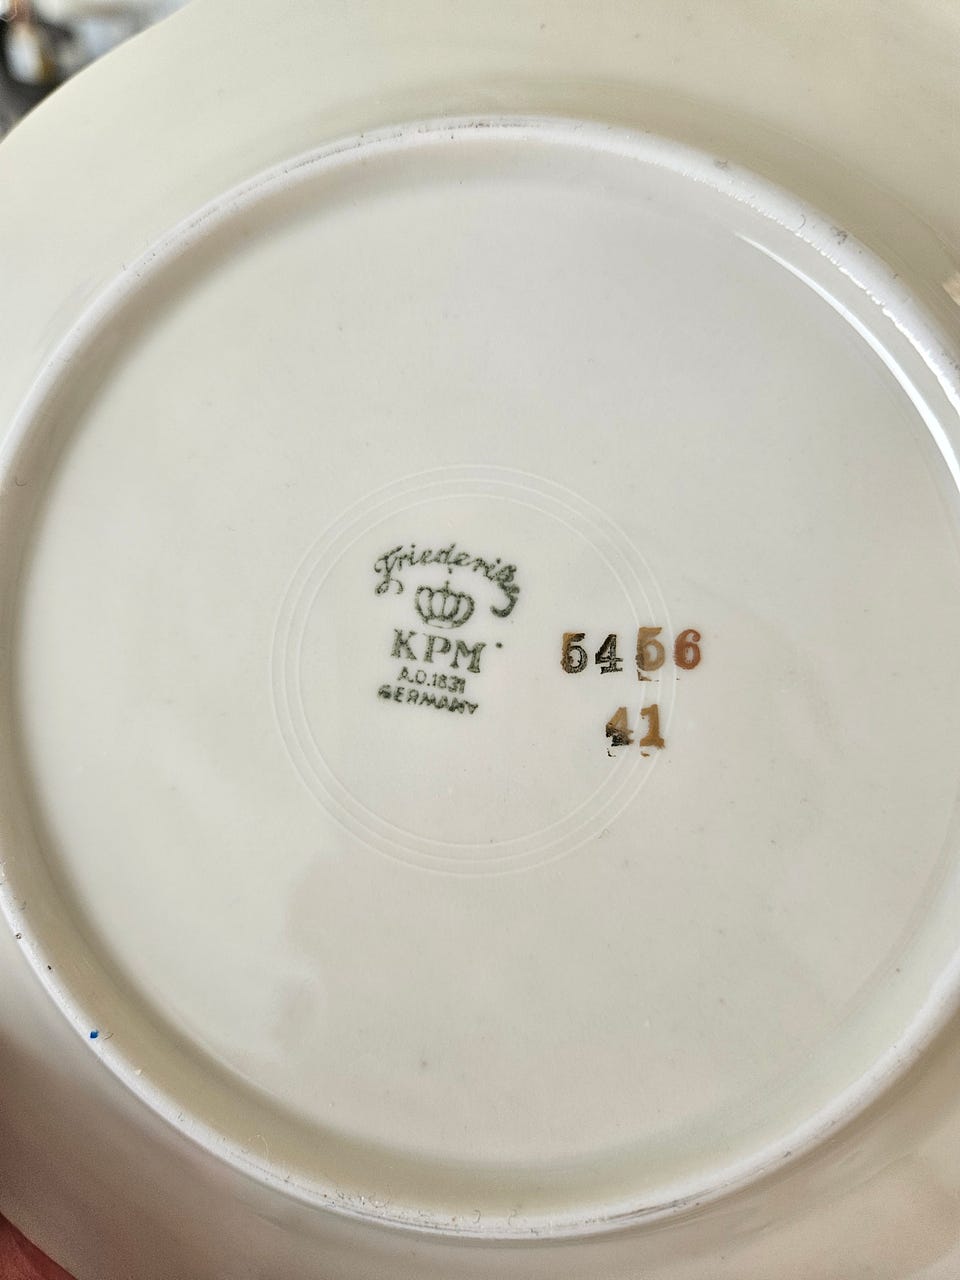 Friederike
KPM
A.D.1831
GERMANY
5456
41